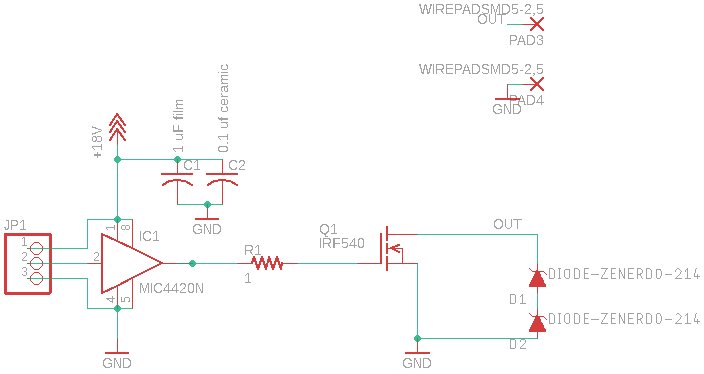 WIREPADSMD5-2,5
OUT
PAD3
WIREPADSMD5-2,5
PAD4
GND
+18V
1 uF film
0.1 uf ceramic
C1
C2
GND
JP1
1
2
3
1
8
IC1
2
MIC4420N
4
5
GND
R1
1
Q1
IRF540
GND
OUT
DIODE-ZENERDO-214
D1
DIODE-ZENERDO-214
D2